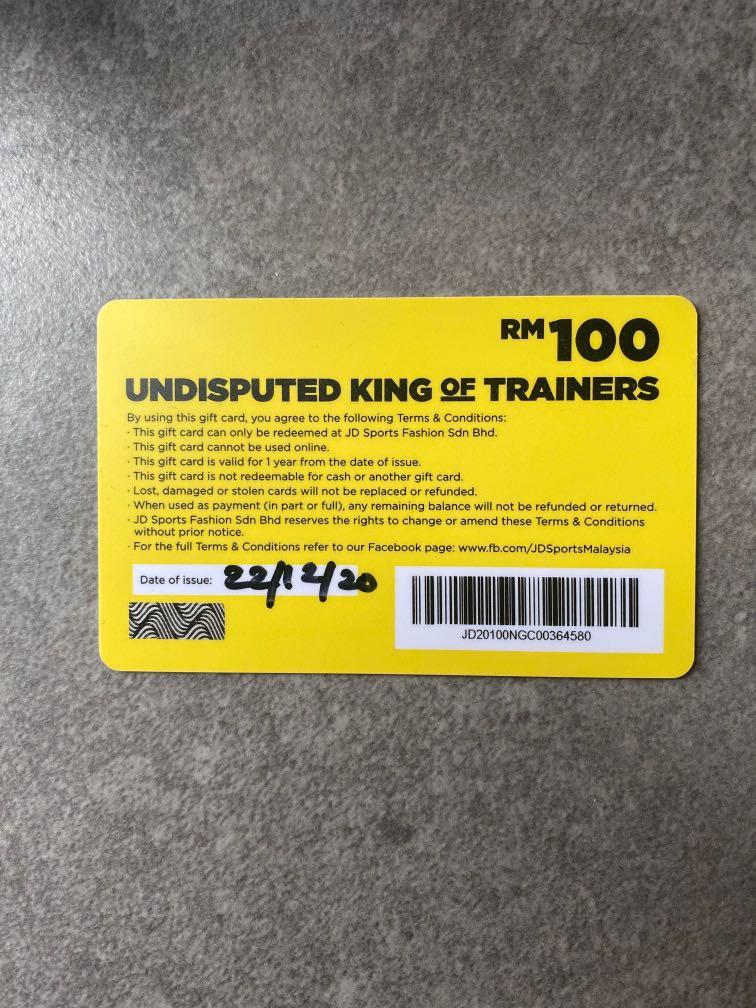 RM100
UNDISPUTED KING OF TRAINERS
By using this gift card, you agree to the following Terms & Conditions:
· This gift card can only be redeemed at JD Sports Fashion Sdn Bhd.
· This gift card cannot be used online.
· This gift card is valid for 1 year from the date of issue.
· This gift card is not redeemable for cash or another gift card.
· Lost, damaged or stolen cards will not be replaced or refunded.
· When used as payment (in part or full), any remaining balance will not be refunded or returned.
· JD Sports Fashion Sdn Bhd reserves the rights to change or amend these Terms & Conditions
without prior notice.
· For the full Terms & Conditions refer to our Facebook page: www.fb.com/JDSportsMalaysia
Date of issue: 22/12/20
JD20100NGC00364580